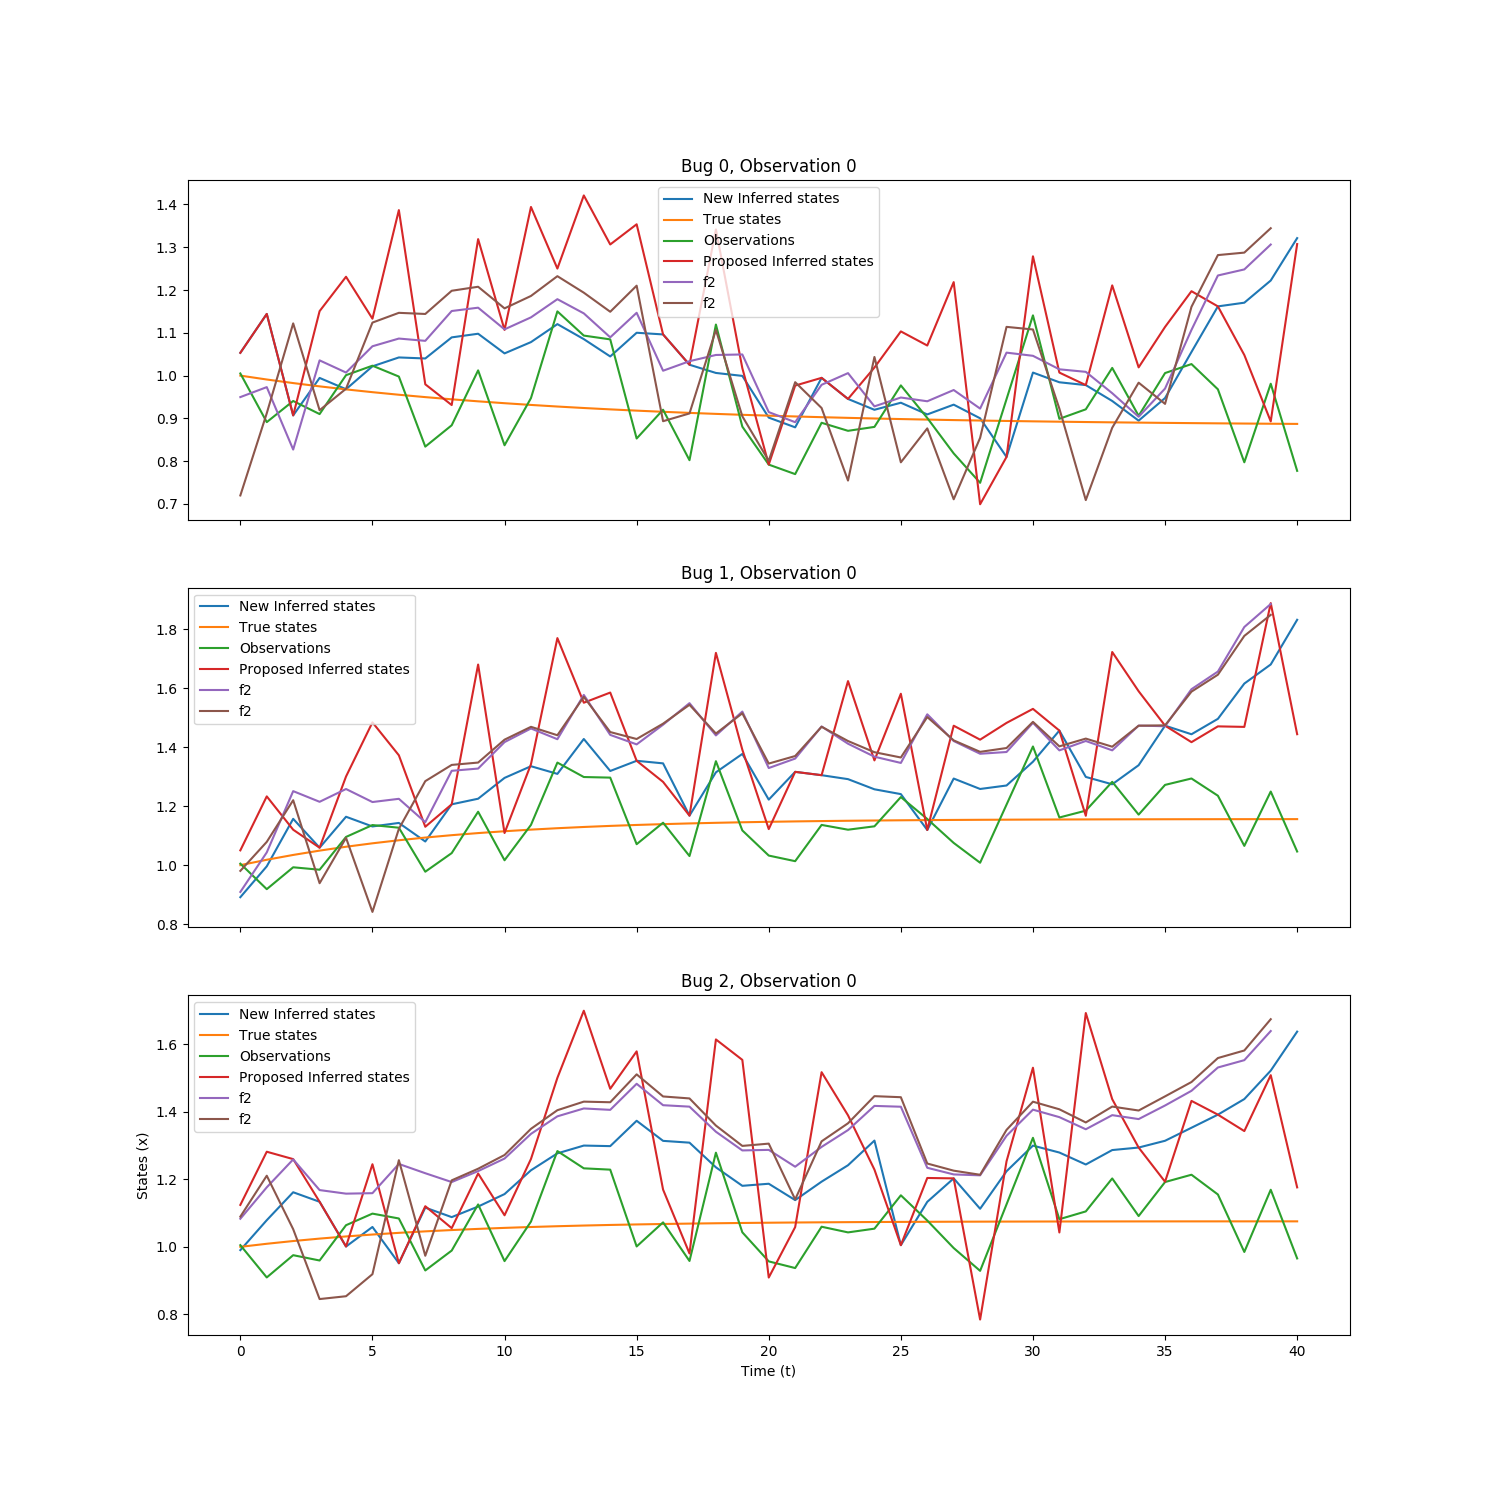 Bug 0, Observation 0
New Inferred states
True states
Observations
Proposed Inferred states
f2
f2
1.4
1.3
1.2
1.1
1.0
0.9
0.8
0.7
Bug 1, Observation 0
New Inferred states
True states
Observations
Proposed Inferred states
f2
f2
1.8
1.6
1.4
1.2
1.0
0.8
Bug 2, Observation 0
New Inferred states
True states
Observations
Proposed Inferred states
f2
f2
1.6
1.4
1.2
1.0
0.8
States (x)
0 5 10 15 20 25 30 35 40
Time (t)